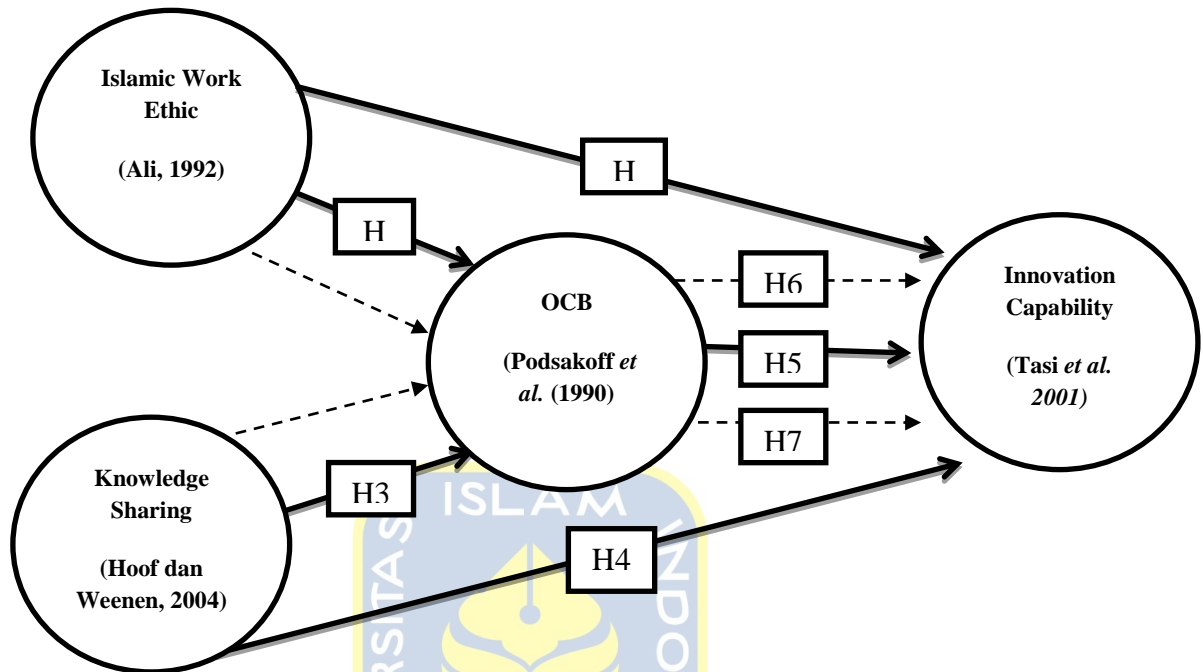 Islamic Work
Ethic
(Ali, 1992)
H
H
OCB
(Podsakoff et
al. (1990)
H6
H5
H7
Innovation
Capability
(Tasi et al.
2001)
Knowledge
Sharing
(Hoof dan
Weenen, 2004)
H3
H4
ISLAM